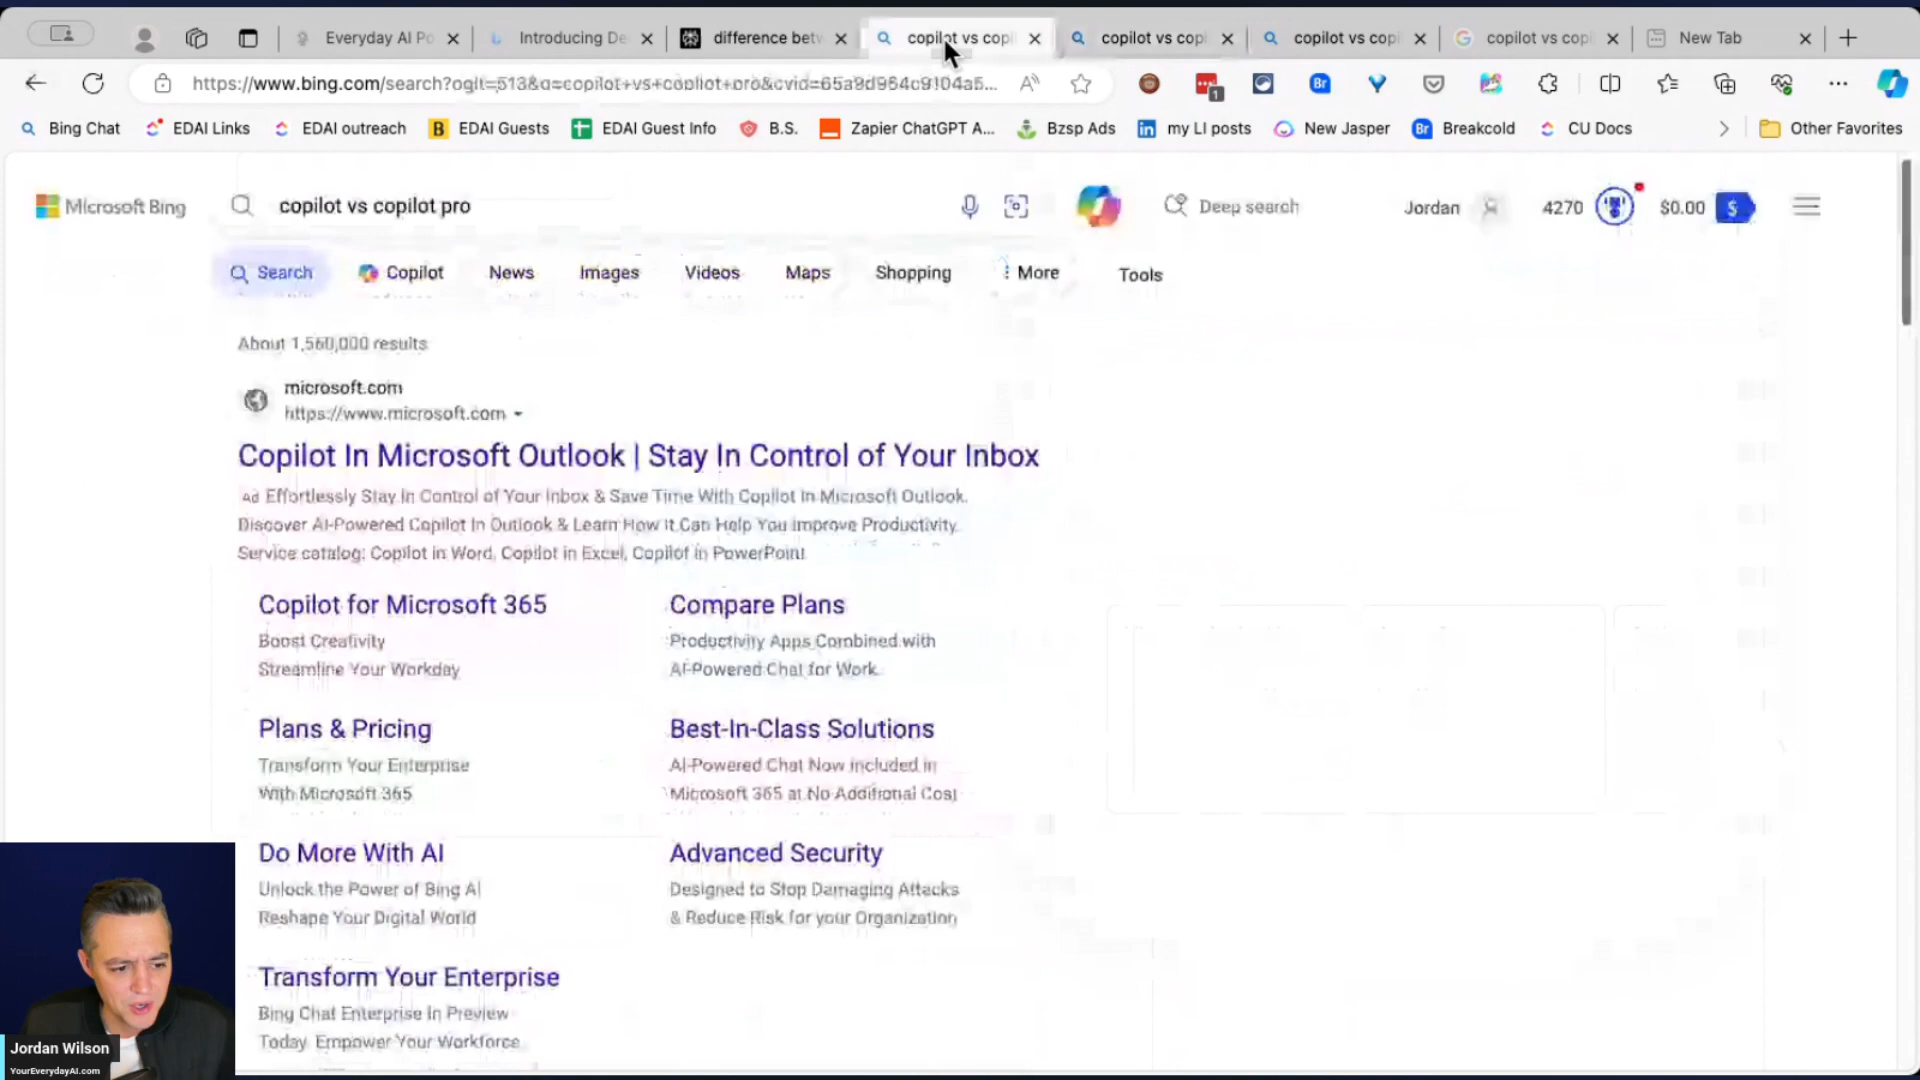 Everyday AI Po
Introducing De
difference betw
copilot vs copi
copilot vs copi
copilot vs copi
copilot vs copi
New Tab
https://www.bing.com/search?oglt=513&q=copilot+vs+copilot+pro&cvid=65a9d964c9104a5...
Bing Chat
EDAI Links
EDAI outreach
EDAI Guests
EDAI Guest Info
B.S.
Zapier ChatGPT A...
Bzsp Ads
my LI posts
New Jasper
Breakcold
CU Docs
Other Favorites
Microsoft Bing
copilot vs copilot pro
Deep search
Jordan
4270
$0.00
Search
Copilot
News
Images
Videos
Maps
Shopping
More
Tools
About 1,560,000 results
microsoft.com
https://www.microsoft.com
Copilot In Microsoft Outlook | Stay In Control of Your Inbox
Ad Effortlessly Stay In Control of Your Inbox & Save Time With Copilot In Microsoft Outlook.
Discover AI-Powered Copilot In Outlook & Learn How It Can Help You Improve Productivity.
Service catalog: Copilot in Word, Copilot in Excel, Copilot in PowerPoint
Copilot for Microsoft 365
Boost Creativity
Streamline Your Workday
Compare Plans
Productivity Apps Combined with
AI-Powered Chat for Work.
Plans & Pricing
Transform Your Enterprise
With Microsoft 365
Best-In-Class Solutions
AI-Powered Chat Now included in
Microsoft 365 at No Additional Cost
Do More With AI
Unlock the Power of Bing AI
Reshape Your Digital World
Advanced Security
Designed to Stop Damaging Attacks
& Reduce Risk for your Organization
Transform Your Enterprise
Bing Chat Enterprise In Preview
Today. Empower Your Workforce
Jordan Wilson
YourEverydayAI.com